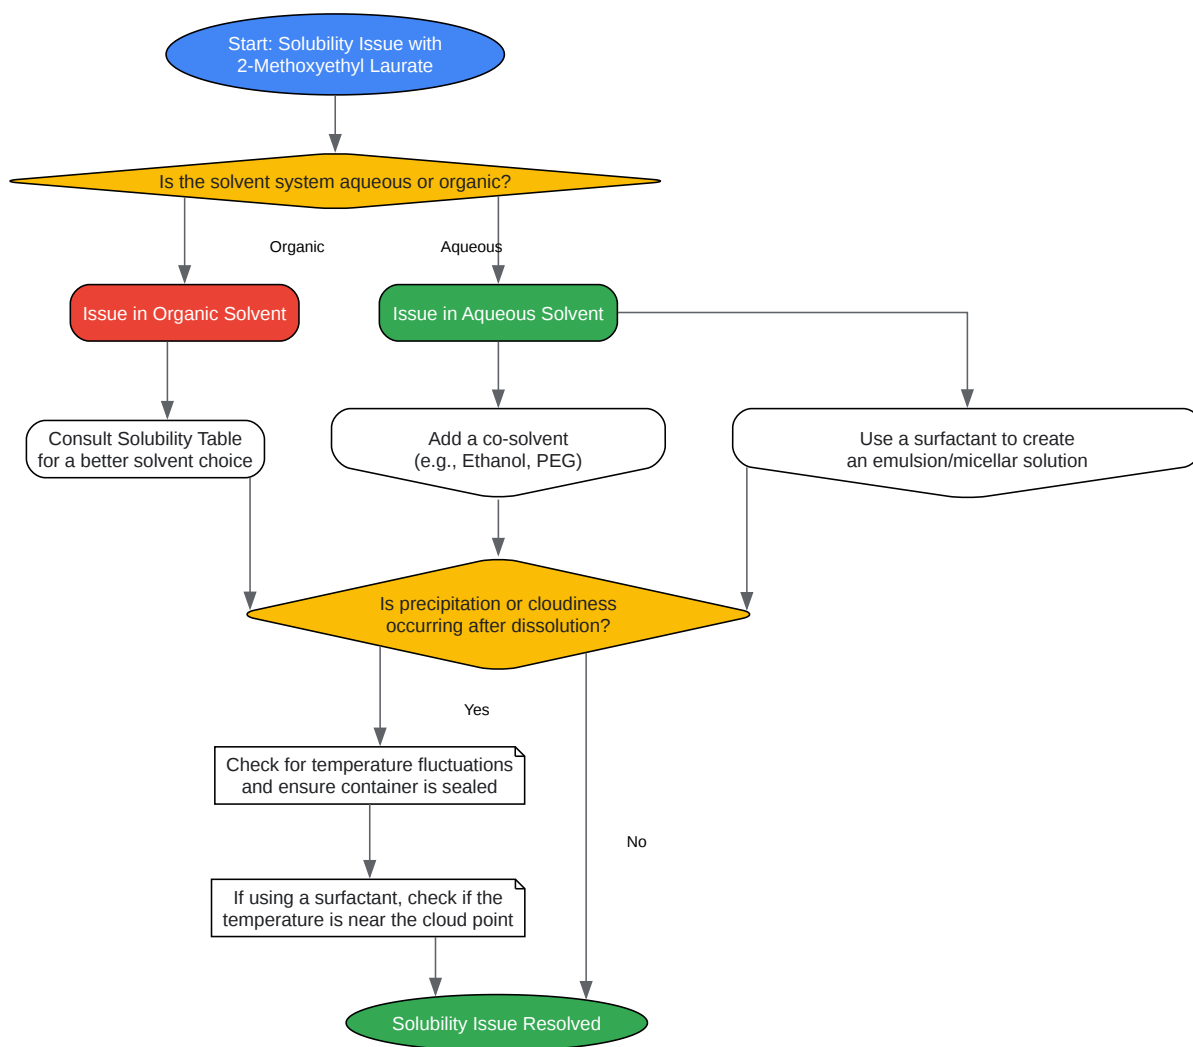 Start: Solubility Issue with
2-Methoxyethyl Laurate
Is the solvent system aqueous or organic?
Organic
Aqueous
Issue in Organic Solvent
Issue in Aqueous Solvent
Consult Solubility Table
for a better solvent choice
Add a co-solvent
(e.g., Ethanol, PEG)
Use a surfactant to create
an emulsion/micellar solution
Is precipitation or cloudiness
occurring after dissolution?
Yes
Check for temperature fluctuations
and ensure container is sealed
No
If using a surfactant, check if the
temperature is near the cloud point
Solubility Issue Resolved